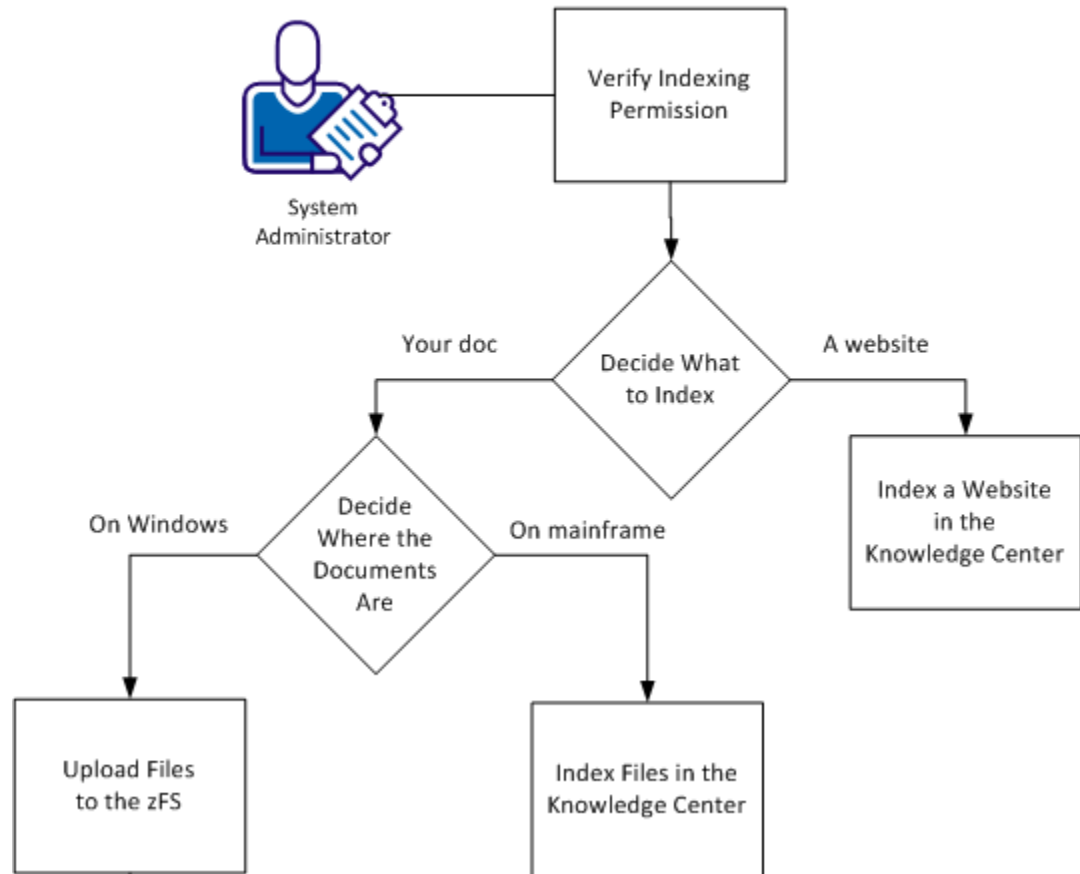 Verify Indexing
Permission
System
Administrator
Your doc
A website
Decide What
to Index
On Windows
Decide
Where the
Documents
Are
On mainframe
Index a Website
in the
Knowledge Center
Upload Files
to the zFS
Index Files in the
Knowledge Center